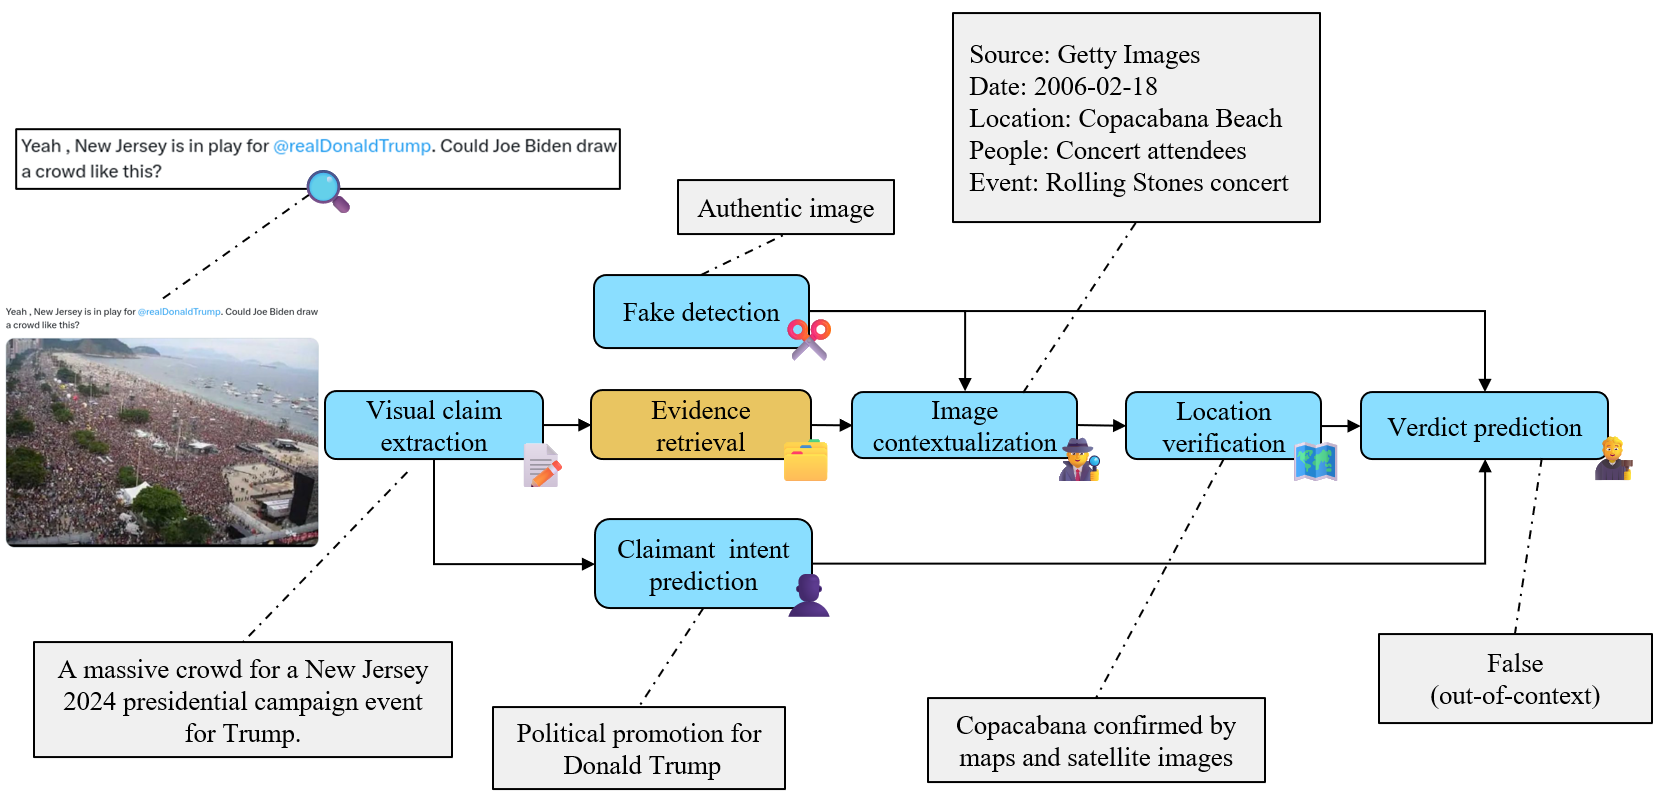 Source: Getty Images
Date: 2006-02-18
Location: Copacabana Beach
People: Concert attendees
Event: Rolling Stones concert
Yeah , New Jersey is in play for @realDonaldTrump. Could Joe Biden draw
a crowd like this?
Authentic image
Fake detection
Yeah , New Jersey is in play for @realDonaldTrump. Could Joe Biden draw
a crowd like this?
Visual claim
extraction
Evidence
retrieval
Image
contextualization
Location
verification
Verdict prediction
Claimant intent
prediction
A massive crowd for a New Jersey
2024 presidential campaign event
for Trump.
Political promotion for
Donald Trump
Copacabana confirmed by
maps and satellite images
False
(out-of-context)